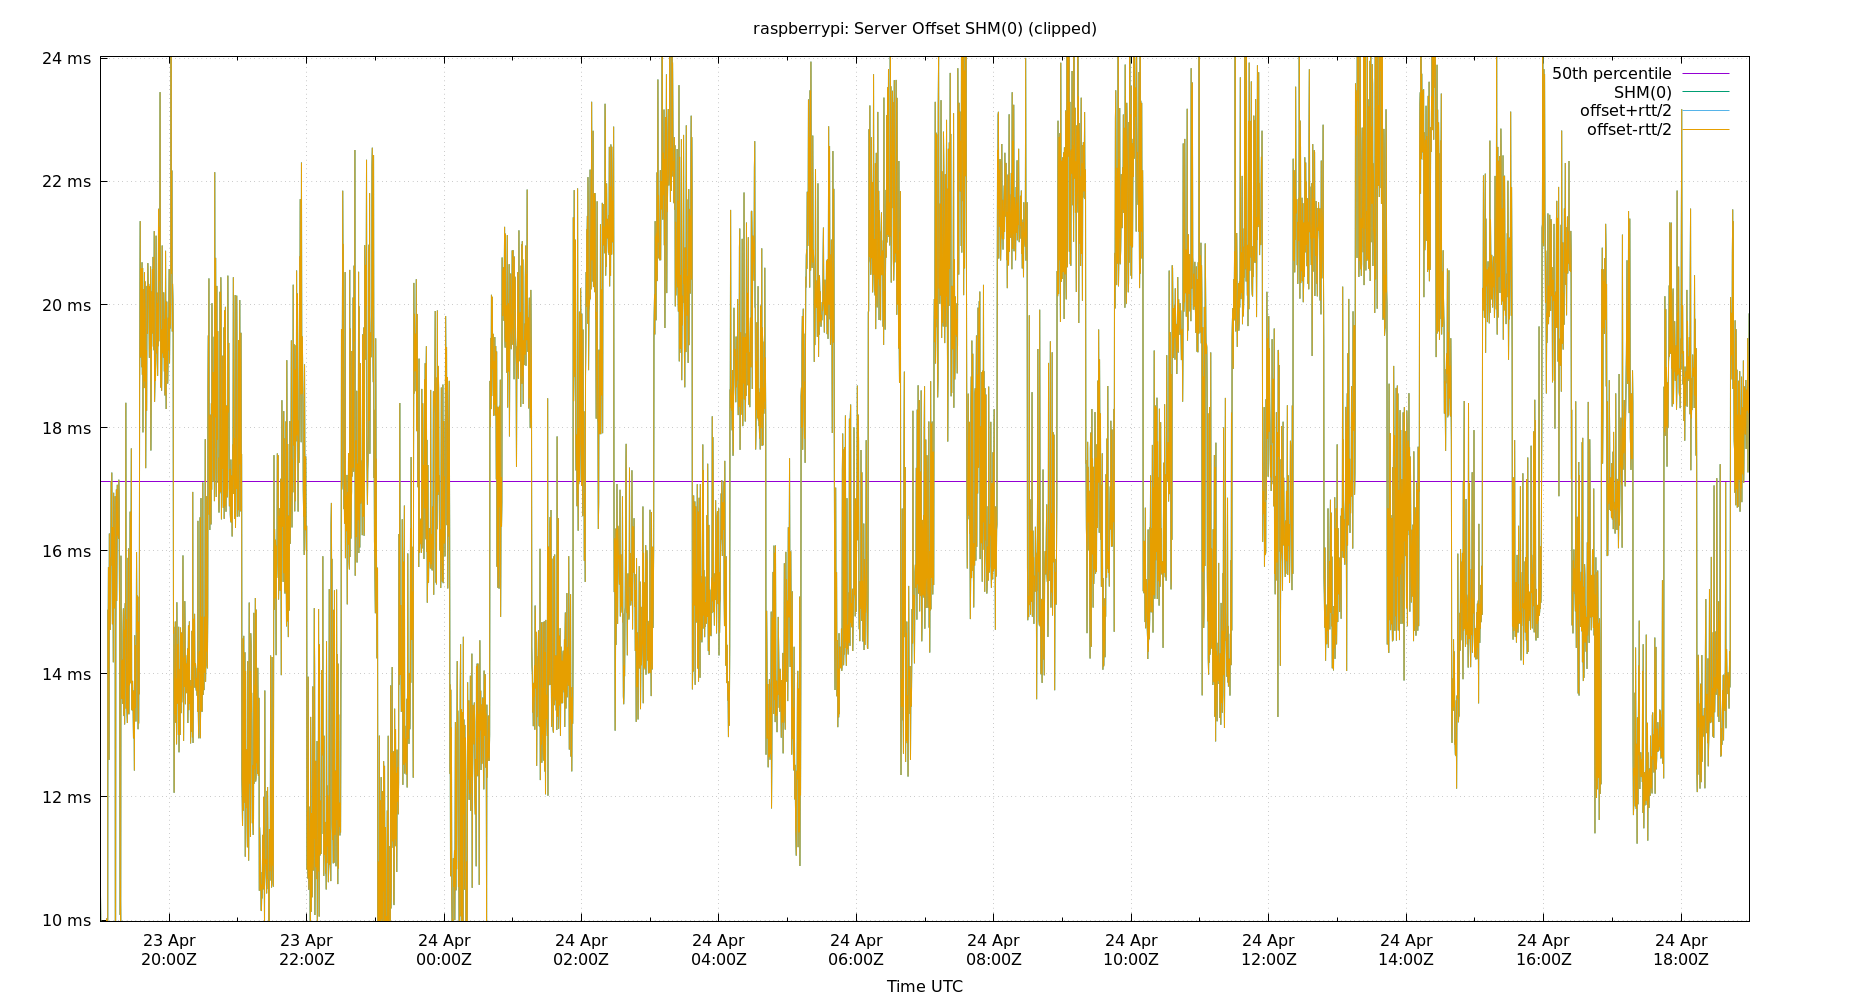 raspberrypi: Server Offset SHM(0) (clipped)
24 ms
22 ms
20 ms
18 ms
16 ms
14 ms
12 ms
10 ms
50th percentile
SHM(0)
offset+rtt/2
offset-rtt/2
23 Apr 23 Apr 24 Apr 24 Apr 24 Apr 24 Apr 24 Apr 24 Apr 24 Apr 24 Apr 24 Apr 24 Apr
20:00Z 22:00Z 00:00Z 02:00Z 04:00Z 06:00Z 08:00Z 10:00Z 12:00Z 14:00Z 16:00Z 18:00Z
Time UTC